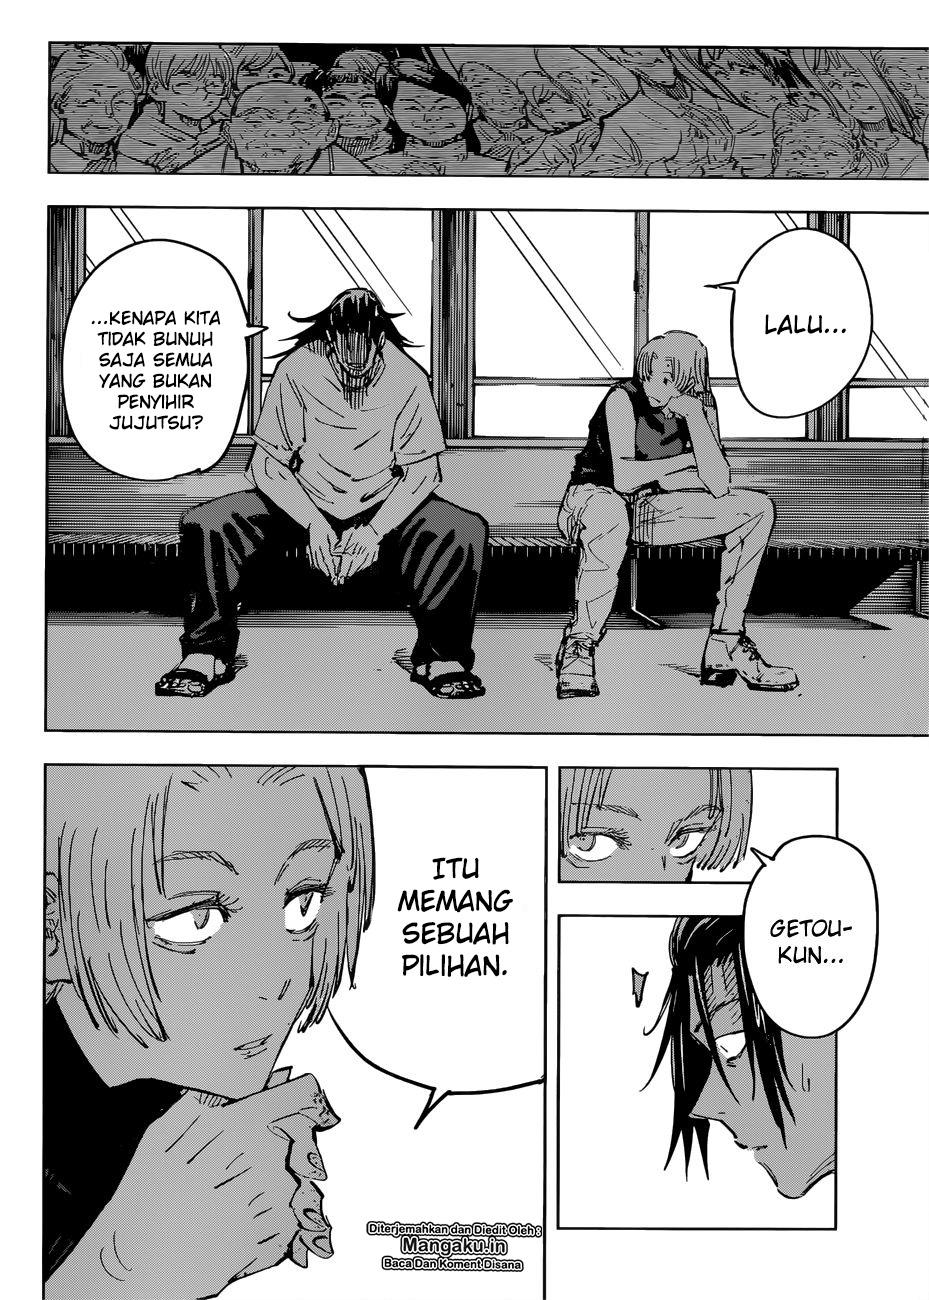 LALU...
...KENAPA KITA
TIDAK BUNUH
SAJA SEMUA
YANG BUKAN
PENYIHIR
JUJUTSU?
GETOU-
KUN...
ITU
MEMANG
SEBUAH
PILIHAN.
Diterjemahkan dan Diedit Oleh :
Mangaku.in
Baca Dan Koment Disana